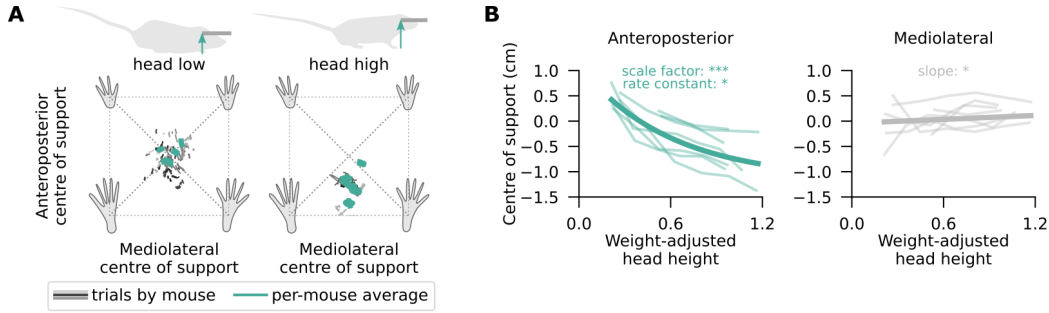 A
head low
head high
Anteroposterior
centre of support
Mediolateral
centre of support
Mediolateral
centre of support
trials by mouse
per-mouse average
B
Anteroposterior
Centre of support (cm)
1.0
0.5
0.0
−0.5
−1.0
−1.5
scale factor: ***
rate constant: *
0.0
0.6
1.2
Weight-adjusted
head height
Mediolateral
1.0
0.5
0.0
−0.5
−1.0
−1.5
slope: *
0.0
0.6
1.2
Weight-adjusted
head height